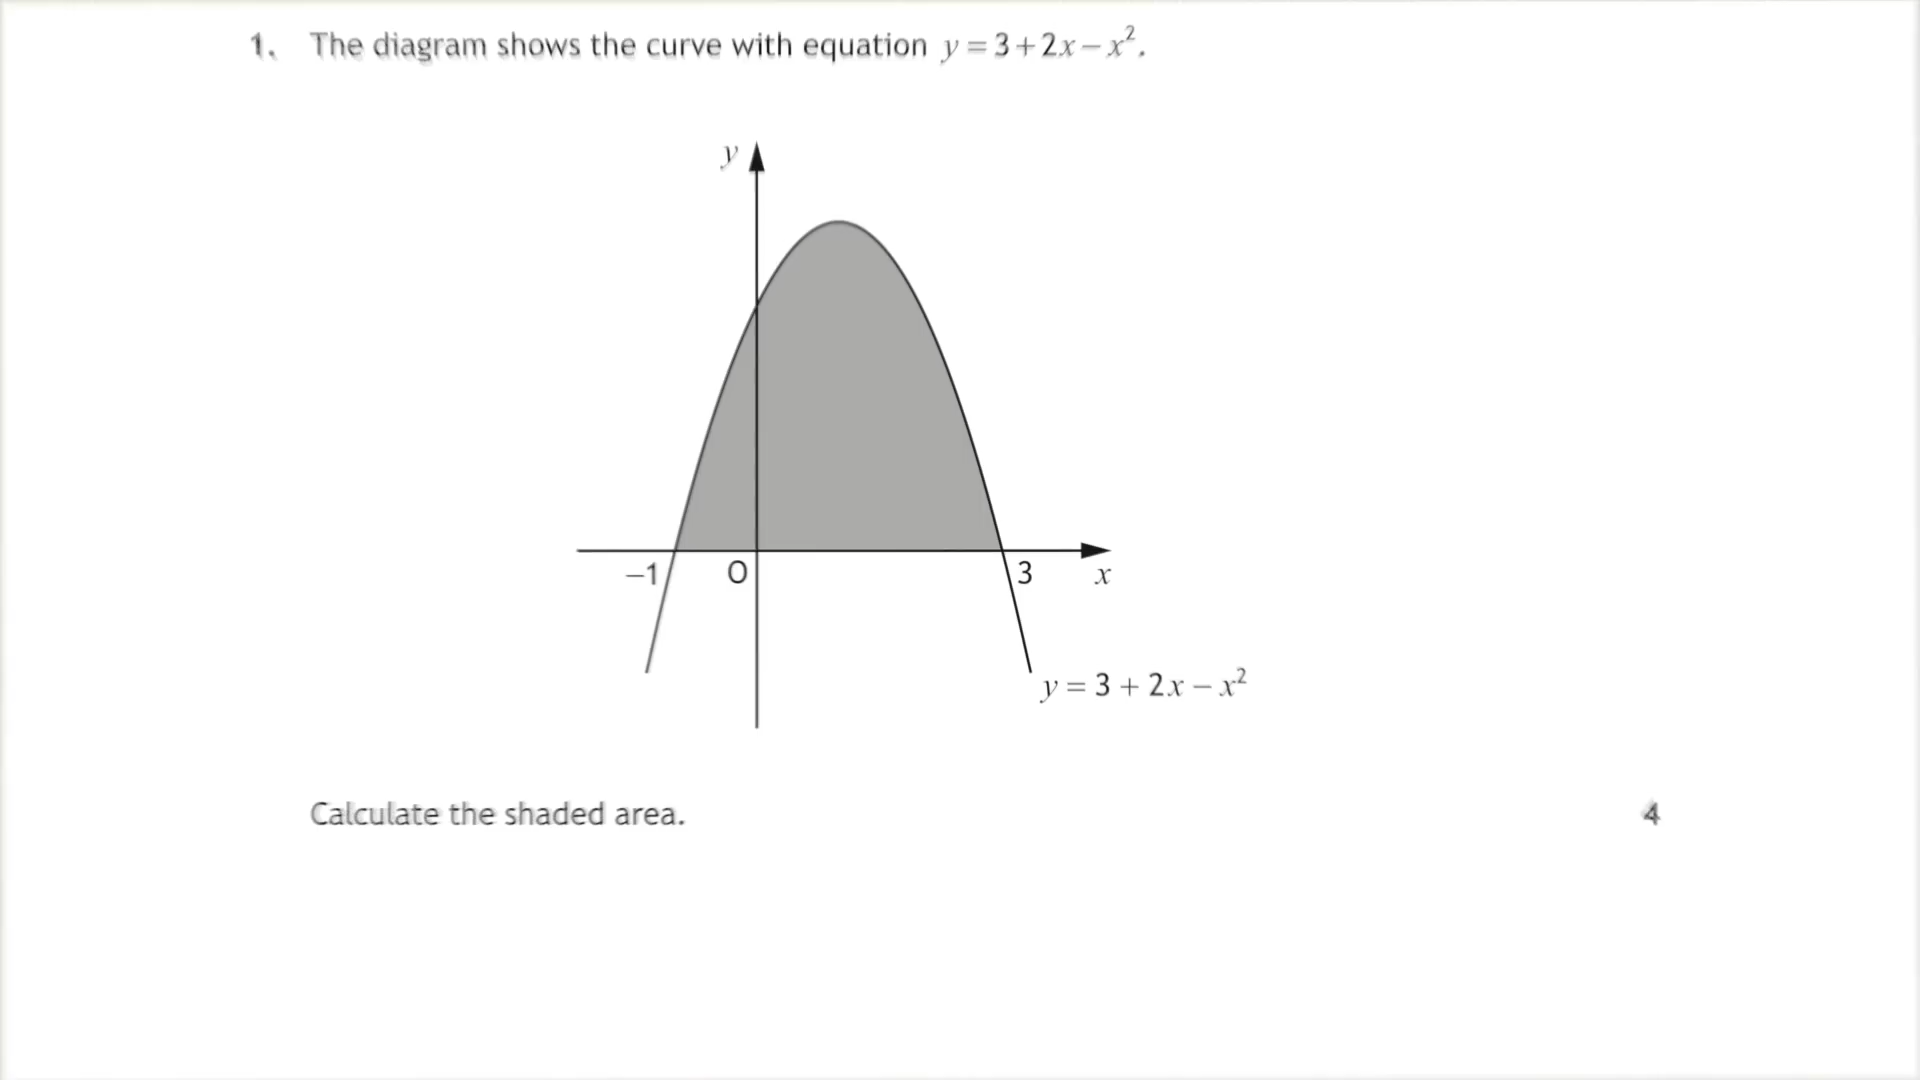 1. The diagram shows the curve with equation y = 3 + 2x − x².
y
−1
O
3
x
y = 3 + 2x − x²
Calculate the shaded area.
4